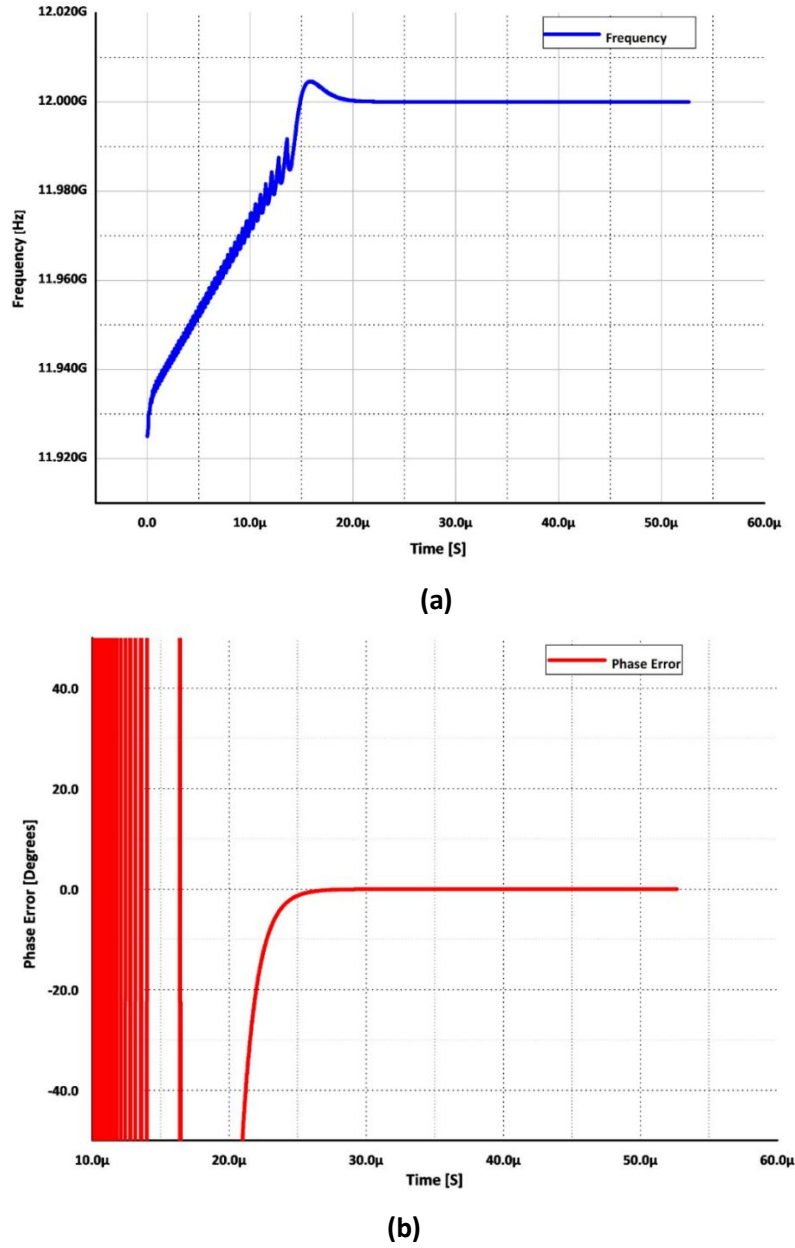 12.020G
Frequency
12.000G
11.980G
11.960G
11.940G
11.920G
Frequency [Hz]
0.0 10.0µ 20.0µ 30.0µ 40.0µ 50.0µ 60.0µ
Time [S]
(a)
Phase Error
40.0
20.0
0.0
-20.0
-40.0
Phase Error [Degrees]
10.0µ 20.0µ 30.0µ 40.0µ 50.0µ 60.0µ
Time [S]
(b)